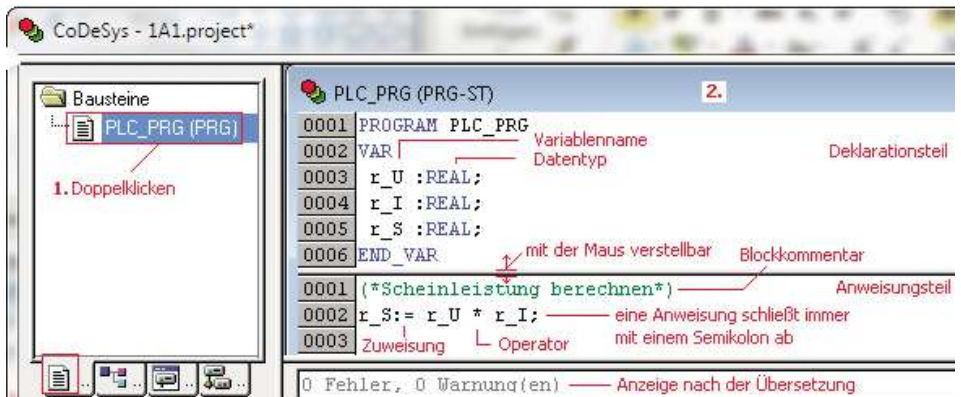 CoDeSys - 1A1.project*
Bausteine
PLC_PRG (PRG)
1. Doppelklicken
PLC_PRG (PRG-ST)
2.
0001 PROGRAM PLC_PRG
Variablenname
0002 VAR
Datentyp
Deklarationsteil
0003 r_U :REAL;
0004 r_I :REAL;
0005 r_S :REAL;
0006 END_VAR
mit der Maus verstellbar
Blockkommentar
0001 (*Scheinleistung berechnen*)
Anweisungsteil
0002 r_S:= r_U * r_I;
eine Anweisung schließt immer
mit einem Semikolon ab
0003
Zuweisung
Operator
0 Fehler, 0 Warnung(en)
Anzeige nach der Übersetzung